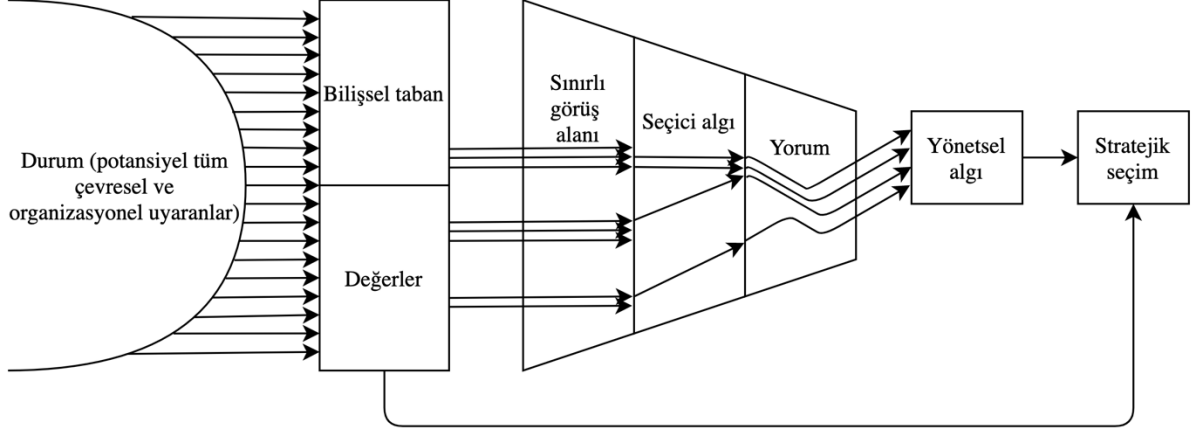 Durum (potansiyel tüm
çevresel ve
organizasyonel uyaranlar)
Bilişsel taban
Değerler
Sınırlı
görüş
alanı
Seçici algı
Yorum
Yönetsel
algı
Stratejik
seçim